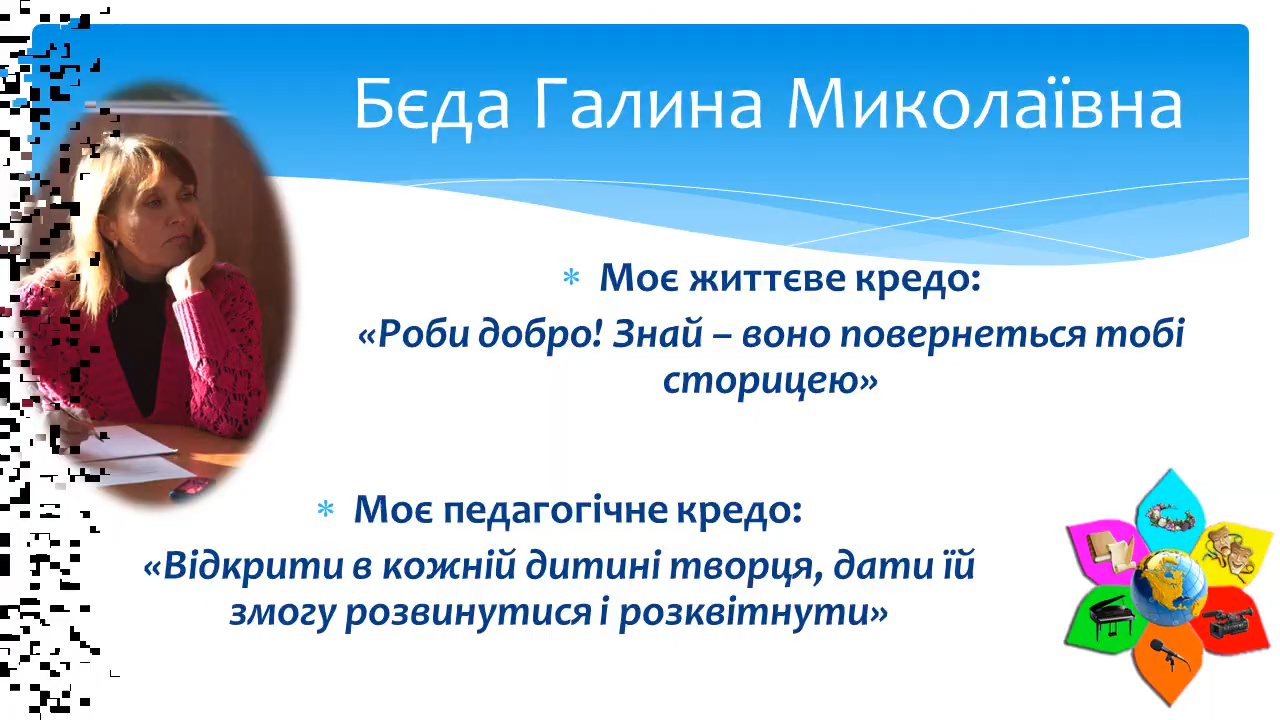 Бєда Галина Миколаївна
* Моє життєве кредо:
«Роби добро! Знай – воно повернеться тобі
сторицею»
* Моє педагогічне кредо:
«Відкрити в кожній дитині творця, дати їй
змогу розвинутися і розквітнути»